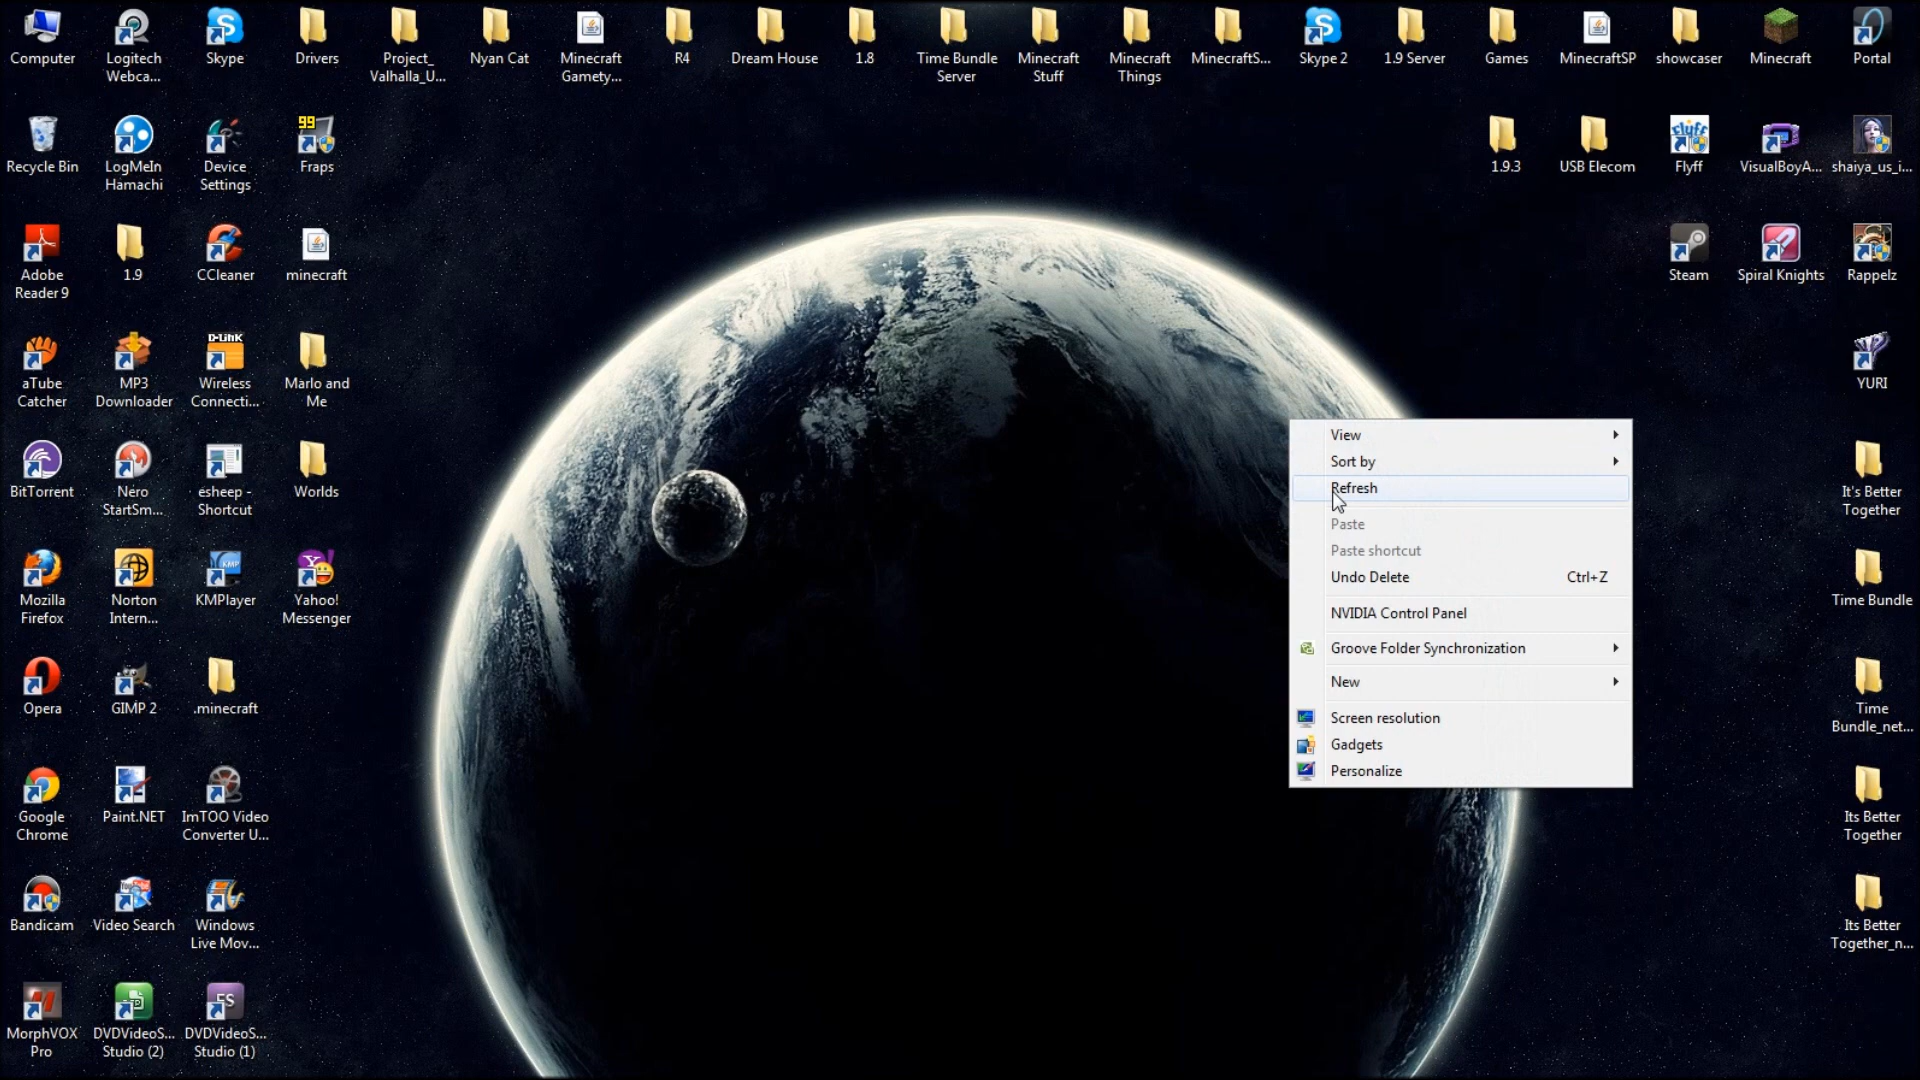 Computer
Logitech
Webca...
Skype
Drivers
Project_
Valhalla_U...
Nyan Cat
Minecraft
Gamety...
R4
Dream House
1.8
Time Bundle
Server
Minecraft
Stuff
Minecraft
Things
MinecraftS...
Skype 2
1.9 Server
Games
MinecraftSP
showcaser
Minecraft
Portal
Recycle Bin
LogMeIn
Hamachi
Device
Settings
99
Fraps
1.9.3
USB Elecom
flyff
Flyff
VisualBoyA...
shaiya_us_i...
Adobe
Reader 9
1.9
CCleaner
minecraft
Steam
Spiral Knights
Rappelz
aTube
Catcher
MP3
Downloader
D-Link
Wireless
Connecti...
Marlo and
Me
YURI
BitTorrent
Nero
StartSm...
esheep -
Shortcut
Worlds
It's Better
Together
Mozilla
Firefox
Norton
Intern...
KMP
KMPlayer
Yahoo!
Messenger
Time Bundle
Opera
GIMP 2
.minecraft
Time
Bundle_net...
Google
Chrome
Paint.NET
ImTOO Video
Converter U...
Its Better
Together
Bandicam
Video Search
Windows
Live Mov...
Its Better
Together_n...
MorphVOX
Pro
DVDVideoS...
Studio (2)
FS
DVDVideoS...
Studio (1)
View
Sort by
Refresh
Paste
Paste shortcut
Undo Delete Ctrl+Z
NVIDIA Control Panel
Groove Folder Synchronization
New
Screen resolution
Gadgets
Personalize